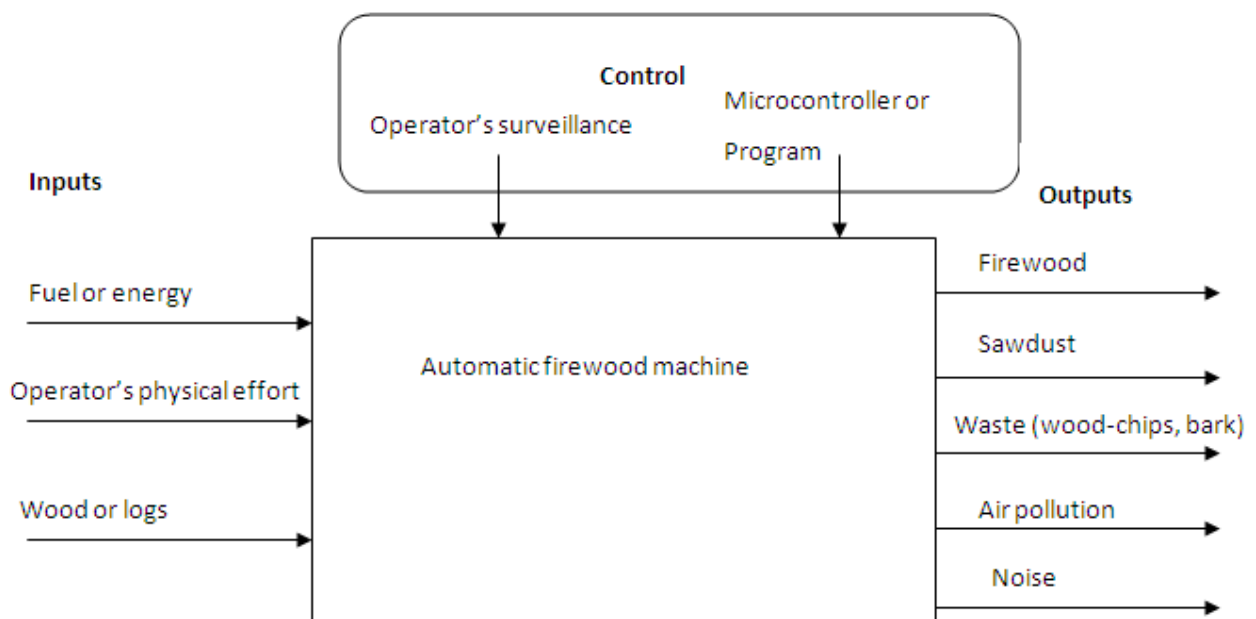 Control
Microcontroller or
Operator's surveillance
Program
Inputs
Outputs
Firewood
Fuel or energy
Sawdust
Automatic firewood machine
Operator's physical effort
Waste (wood-chips, bark)
Wood or logs
Air pollution
Noise